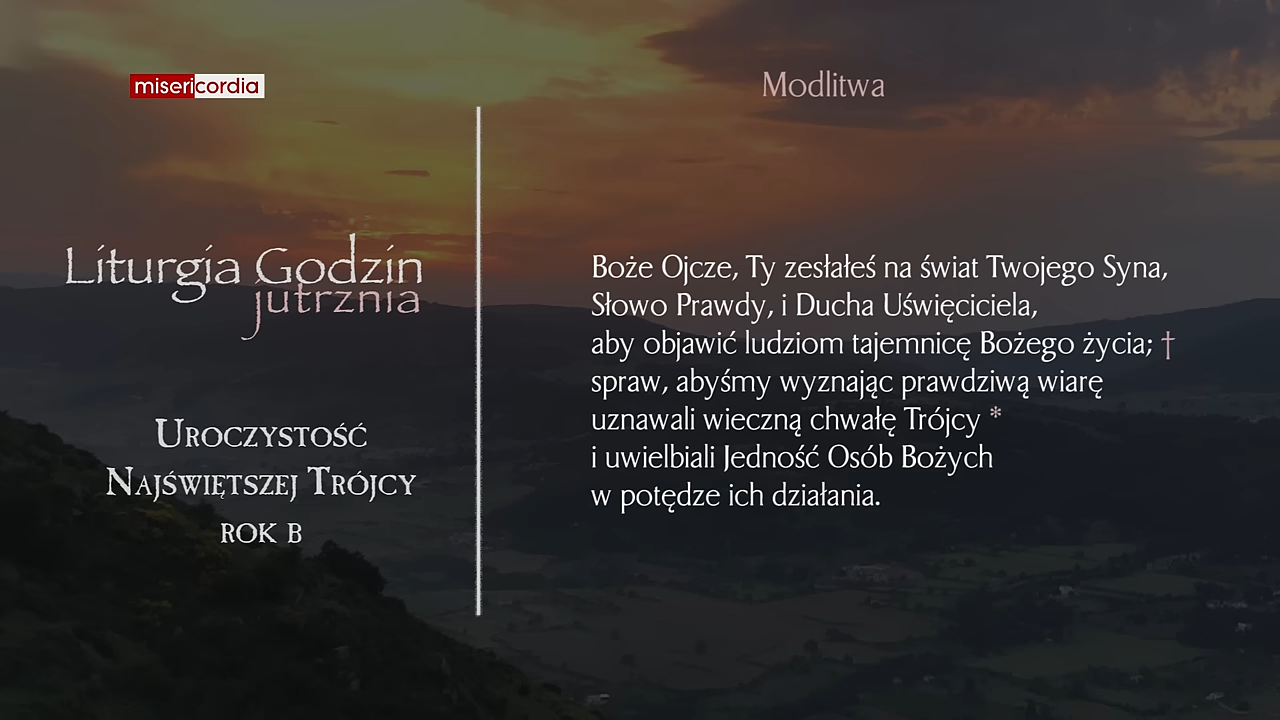 misericordia
Liturgia Godzin
jutrznia
Uroczystość
Najświętszej Trójcy
rok B
Modlitwa
Boże Ojcze, Ty zesłałeś na świat Twojego Syna,
Słowo Prawdy, i Ducha Uświęciciela,
aby objawić ludziom tajemnicę Bożego życia; †
spraw, abyśmy wyznając prawdziwą wiarę
uznawali wieczną chwałę Trójcy *
i uwielbiali Jedność Osób Bożych
w potędze ich działania.